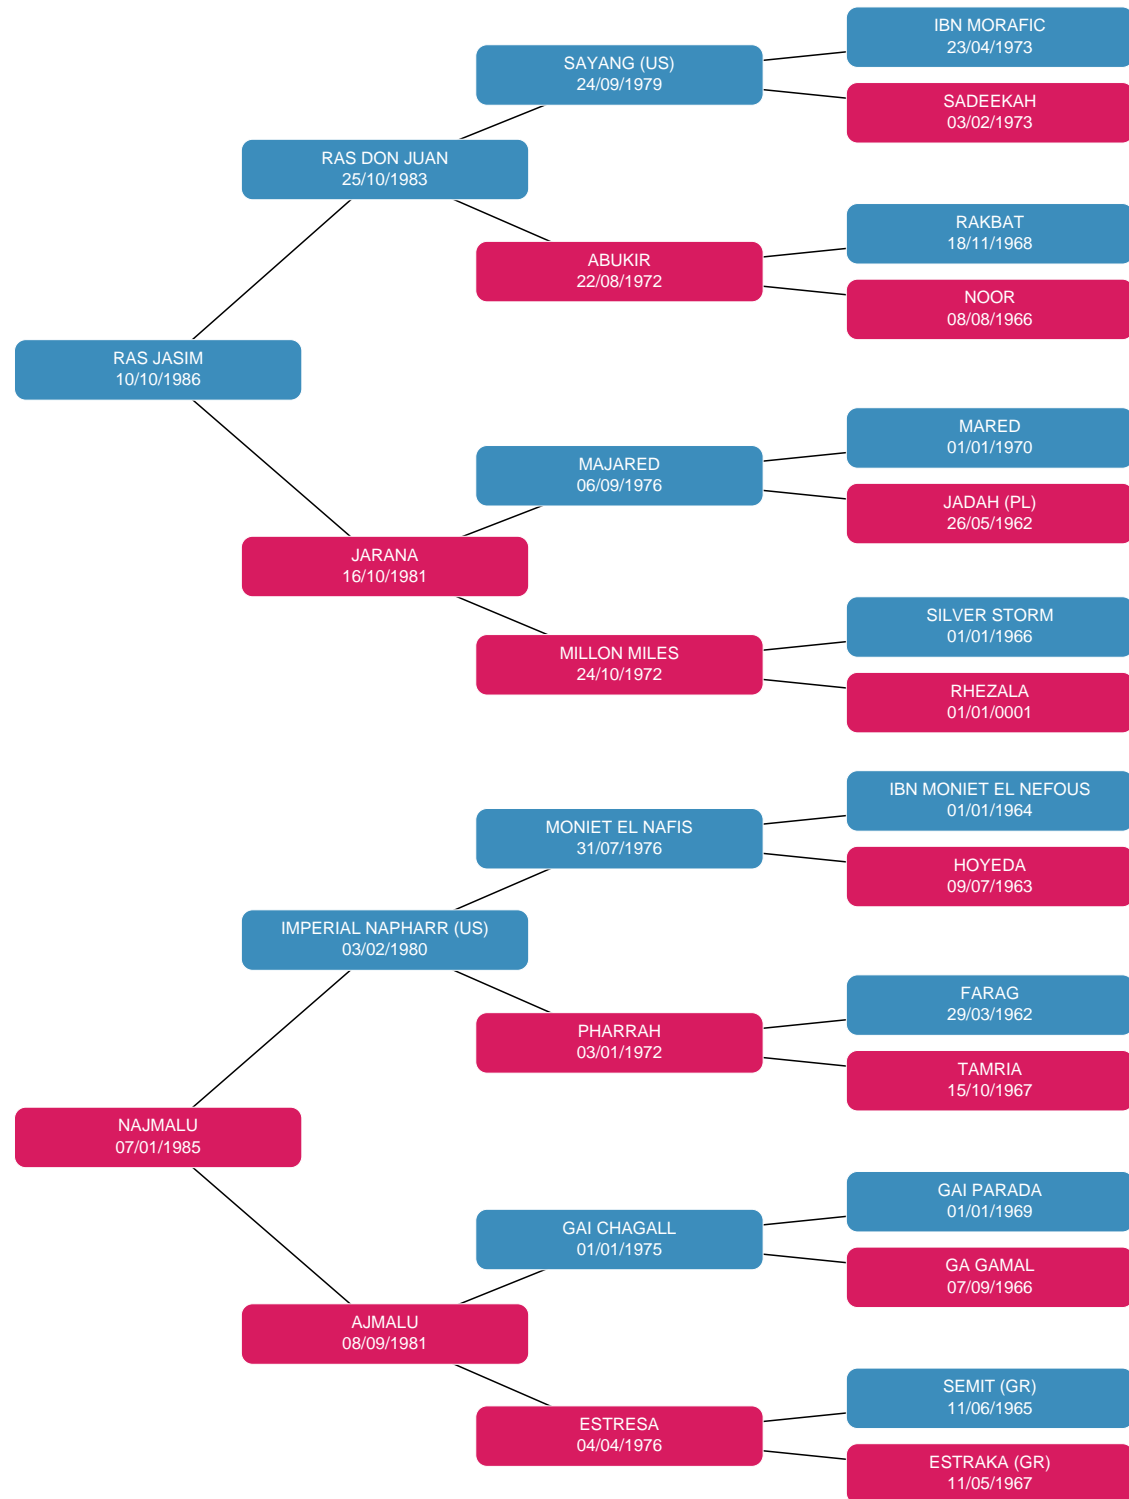 IBN MORAFIC
23/04/1973
SAYANG (US)
24/09/1979
SADEEKAH
03/02/1973
RAS DON JUAN
25/10/1983
RAKBAT
18/11/1968
ABUKIR
22/08/1972
NOOR
08/08/1966
RAS JASIM
10/10/1986
MARED
01/01/1970
MAJARED
06/09/1976
JADAH (PL)
26/05/1962
JARANA
16/10/1981
SILVER STORM
01/01/1966
MILLON MILES
24/10/1972
RHEZALA
01/01/0001
IBN MONIET EL NEFOUS
01/01/1964
MONIET EL NAFIS
31/07/1976
HOYEDA
09/07/1963
IMPERIAL NAPHARR (US)
03/02/1980
FARAG
29/03/1962
PHARRAH
03/01/1972
TAMRIA
15/10/1967
NAJMALU
07/01/1985
GAI PARADA
01/01/1969
GAI CHAGALL
01/01/1975
GA GAMAL
07/09/1966
AJMALU
08/09/1981
SEMIT (GR)
11/06/1965
ESTRESA
04/04/1976
ESTRAKA (GR)
11/05/1967